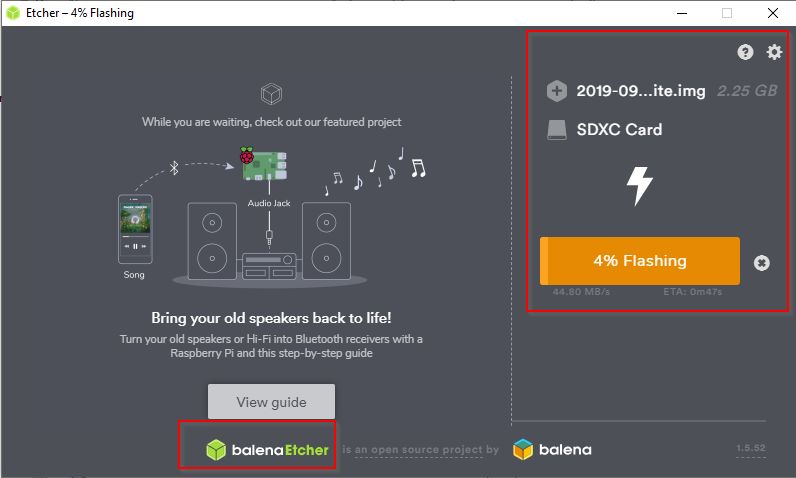 Etcher – 4% Flashing
While you are waiting, check out our featured project
Audio Jack
Song
Bring your old speakers back to life!
Turn your old speakers or Hi-Fi into Bluetooth receivers with a
Raspberry Pi and this step-by-step guide
View guide
balenaEtcher is an open source project by balena
2019-09...ite.img 2.25 GB
SDXC Card
4% Flashing
44.80 MB/s ETA: 0m47s
1.5.52